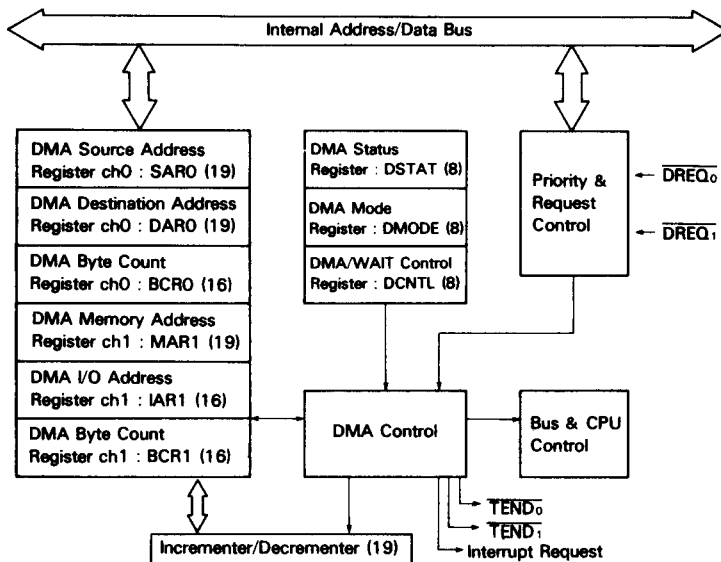 Internal Address/Data Bus
DMA Source Address
Register ch0 : SAR0 (19)
DMA Destination Address
Register ch0 : DAR0 (19)
DMA Byte Count
Register ch0 : BCR0 (16)
DMA Memory Address
Register ch1 : MAR1 (19)
DMA I/O Address
Register ch1 : IAR1 (16)
DMA Byte Count
Register ch1 : BCR1 (16)
DMA Status
Register : DSTAT (8)
DMA Mode
Register : DMODE (8)
DMA/WAIT Control
Register : DCNTL (8)
Priority &
Request
Control
DREQ₀
DREQ₁
DMA Control
Bus & CPU
Control
TEND₀
TEND₁
Interrupt Request
Incrementer/Decrementer (19)